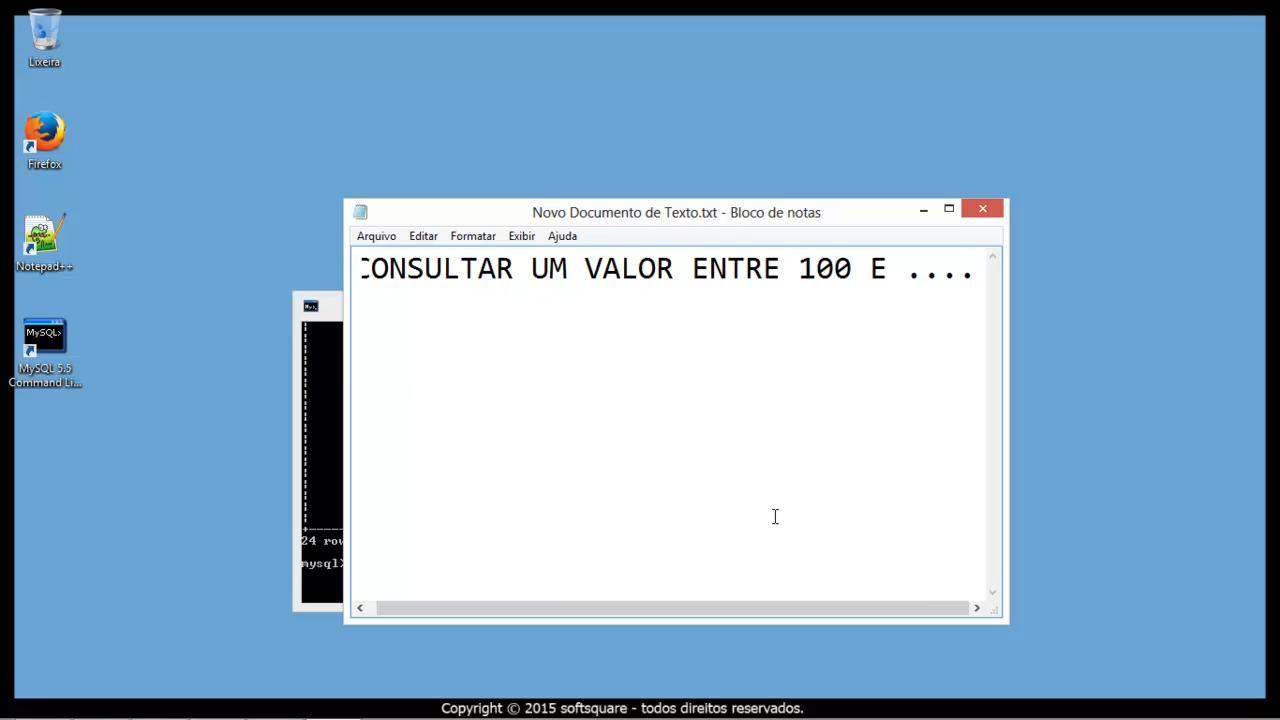 Lixeira
Firefox
Notepad++
MySQL>
MySQL 5.5
Command Li...
Novo Documento de Texto.txt - Bloco de notas
Arquivo Editar Formatar Exibir Ajuda
CONSULTAR UM VALOR ENTRE 100 E ....
24 row
mysql>
Copyright © 2015 softsquare - todos direitos reservados.